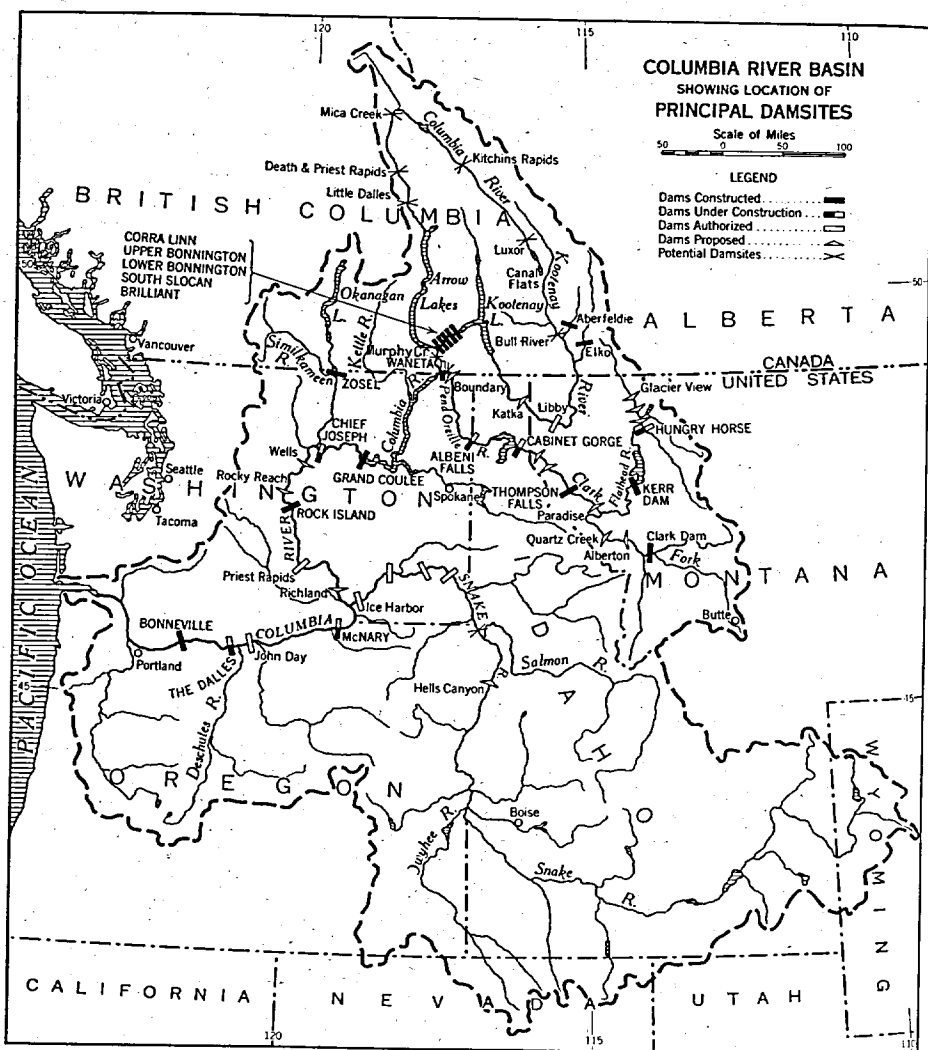 120
115
110
COLUMBIA RIVER BASIN
SHOWING LOCATION OF
PRINCIPAL DAMSITES
Scale of Miles
50 0 50 100
LEGEND
Dams Constructed
Dams Under Construction
Dams Authorized
Dams Proposed
Potential Damsites
Mica Creek
Columbia
River
Kitchins Rapids
Death & Priest Rapids
Little Dalles
BRITISH COLUMBIA
CORRA LINN
UPPER BONNINGTON
LOWER BONNINGTON
SOUTH SLOCAN
BRILLIANT
Luxor
Canal
Flats
Kootenay
River
50
50
Okanagan
L.
Kettle R.
Arrow
Lakes
Kootenay
L.
Aberfeldie
ALBERTA
Bull River
Elko
Vancouver
Similkameen
R.
Murphy Cr.
WANETA
CANADA
UNITED STATES
ZOSEL
Boundary
Glacier View
Victoria
Columbia
R.
Pend Oreille
R.
Katka
Libby
HUNGRY HORSE
CHIEF
JOSEPH
Wells
ALBENI
FALLS
CABINET GORGE
Seattle
Rocky Reach
GRAND COULEE
Spokane
THOMPSON
FALLS
Clark
Flathead R.
KERR
DAM
WASHINGTON
Tacoma
ROCK ISLAND
RIVER
Paradise
Quartz Creek
Clark Dam
Alberton
Fork
PACIFIC OCEAN
Priest Rapids
Richland
SNAKE
R.
MONTANA
Ice Harbor
BONNEVILLE
COLUMBIA
McNARY
Butte
Portland
THE DALLES
John Day
Salmon R.
45
45
Deschutes R.
Hells Canyon
IDAHO
OREGON
WYOMING
Owyhee R.
Boise
Snake
R.
CALIFORNIA
NEVADA
UTAH
120
115
110